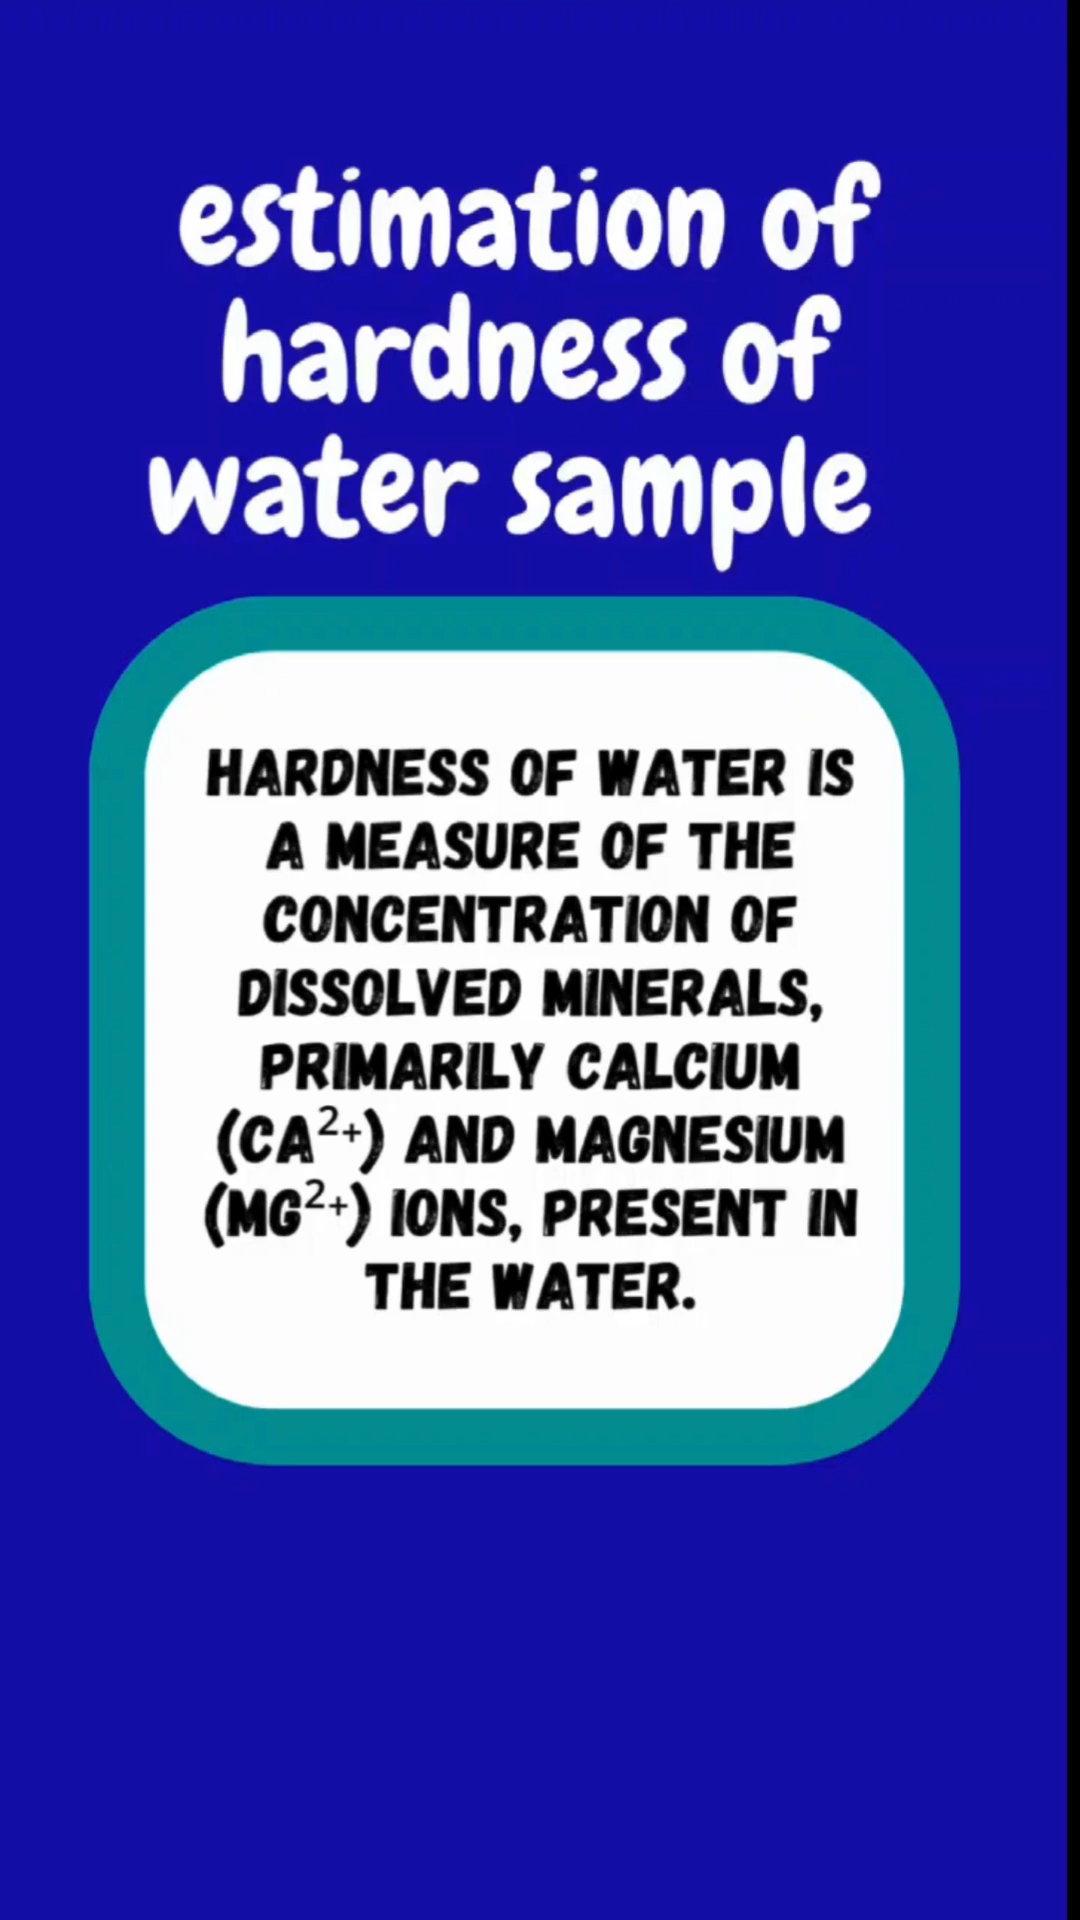 estimation of
hardness of
water sample
HARDNESS OF WATER IS
A MEASURE OF THE
CONCENTRATION OF
DISSOLVED MINERALS,
PRIMARILY CALCIUM
(CA²⁺) AND MAGNESIUM
(MG²⁺) IONS, PRESENT IN
THE WATER.